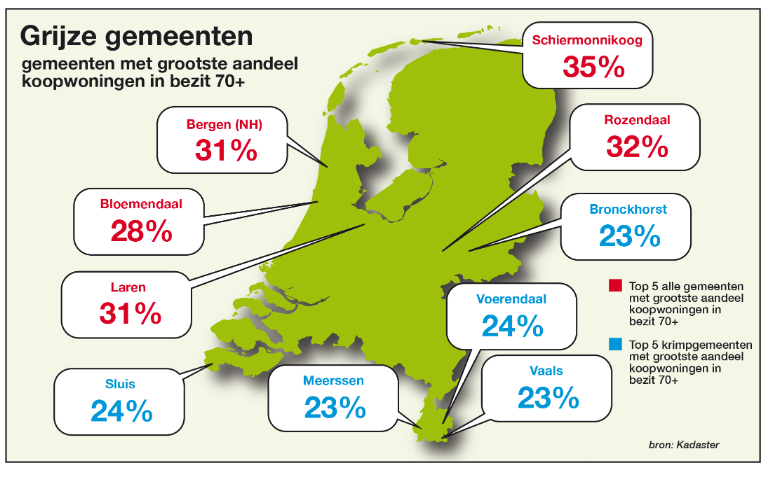 Grijze gemeenten
gemeenten met grootste aandeel
koopwoningen in bezit 70+
Schiermonnikoog
35%
Bergen (NH)
31%
Rozendaal
32%
Bloemendaal
28%
Bronckhorst
23%
Laren
31%
Voerendaal
24%
Top 5 alle gemeenten
met grootste aandeel
koopwoningen in
bezit 70+
Top 5 krimpgemeenten
met grootste aandeel
koopwoningen in
bezit 70+
Sluis
24%
Meerssen
23%
Vaals
23%
bron: Kadaster